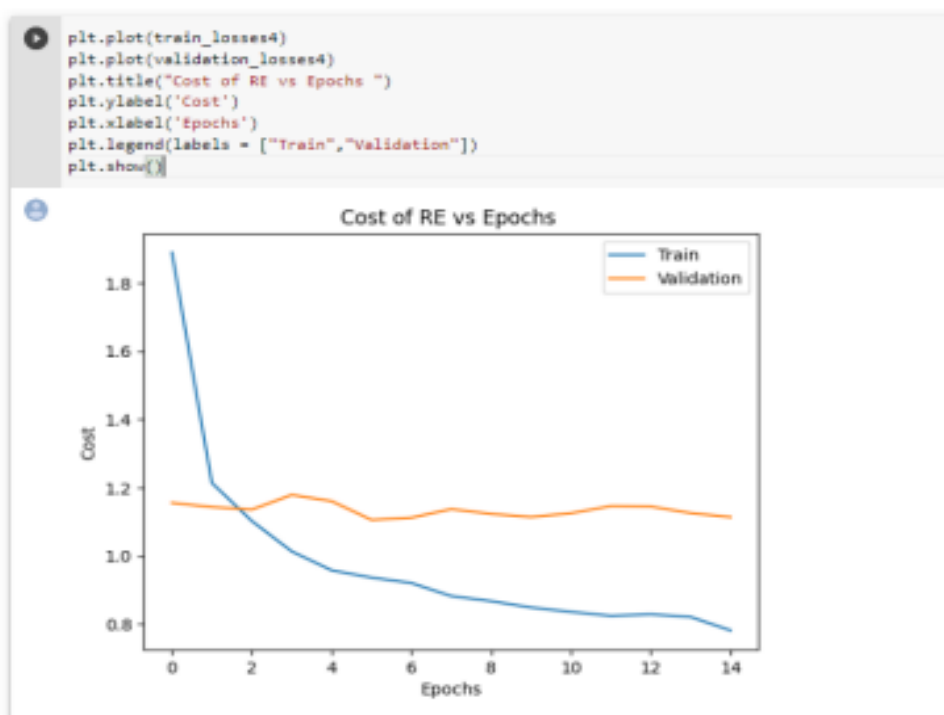 plt.plot(train_losses4)
plt.plot(validation_losses4)
plt.title("Cost of RE vs Epochs ")
plt.ylabel('Cost')
plt.xlabel('Epochs')
plt.legend(labels = ["Train","Validation"])
plt.show()
Cost of RE vs Epochs
Train
Validation
1.8
1.6
1.4
1.2
1.0
0.8
Cost
0 2 4 6 8 10 12 14
Epochs